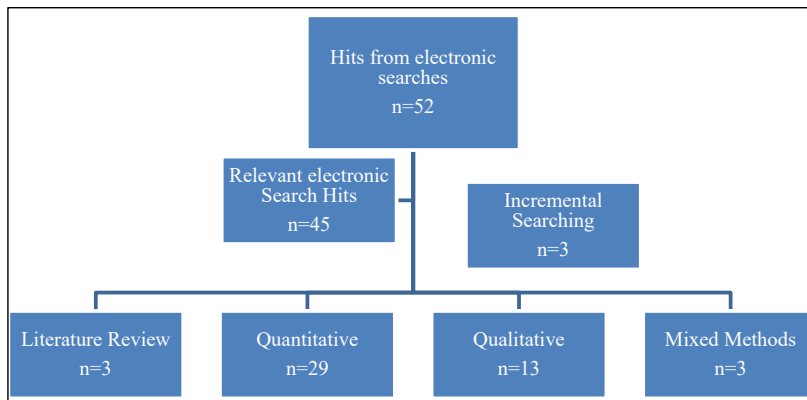 Hits from electronic
searches
n=52
Relevant electronic
Search Hits
n=45
Incremental
Searching
n=3
Literature Review
n=3
Quantitative
n=29
Qualitative
n=13
Mixed Methods
n=3